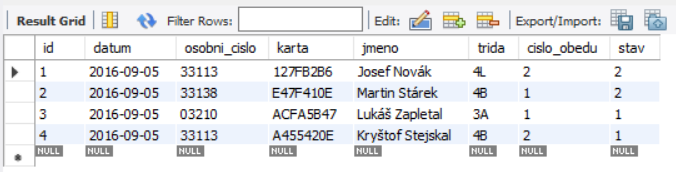 Result Grid Filter Rows: Edit: Export/Import:
id datum osobni_cislo karta jmeno trida cislo_obedu stav
1 2016-09-05 33113 127FB2B6 Josef Novák 4L 2 2
2 2016-09-05 33138 E47F410E Martin Stárek 4B 1 2
3 2016-09-05 03210 ACFA5B47 Lukáš Zapletal 3A 1 1
4 2016-09-05 33113 A455420E Kryštof Stejskal 4B 2 1
NULL NULL NULL NULL NULL NULL NULL NULL